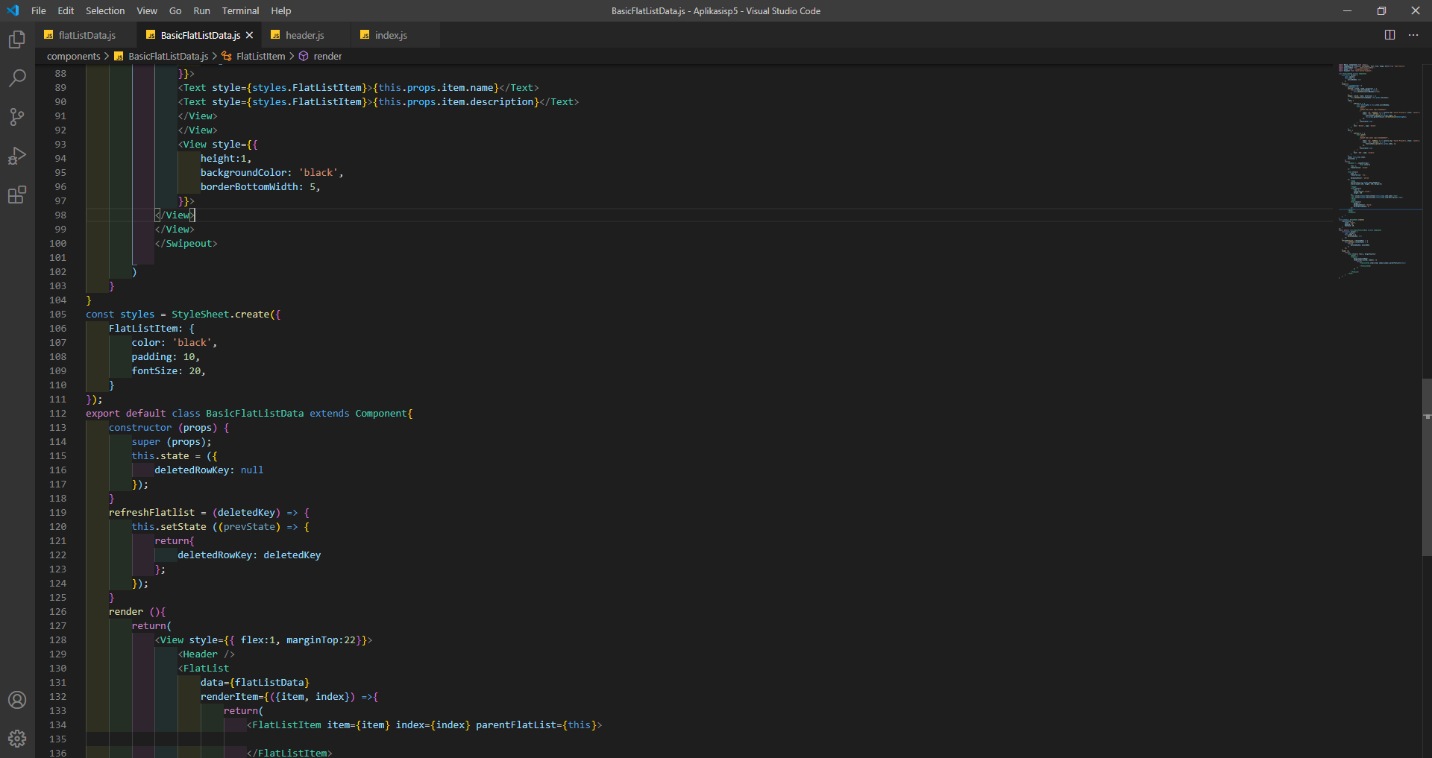 File Edit Selection View Go Run Terminal Help BasicFlatListData.js - Aplikasisp5 - Visual Studio Code
JS flatListData.js JS BasicFlatListData.js JS header.js JS index.js
components > JS BasicFlatListData.js > FlatListItem > render
88 }}>
89 <Text style={styles.FlatListItem}>{this.props.item.name}</Text>
90 <Text style={styles.FlatListItem}>{this.props.item.description}</Text>
91 </View>
92 </View>
93 <View style={{
94 height:1,
95 backgroundColor: 'black',
96 borderBottomWidth: 5,
97 }}>
98 </View>
99 </View>
100 </Swipeout>
101
102 )
103 }
104 }
105 const styles = StyleSheet.create({
106 FlatListItem: {
107 color: 'black',
108 padding: 10,
109 fontSize: 20,
110 }
111 });
112 export default class BasicFlatListData extends Component{
113 constructor (props) {
114 super (props);
115 this.state = ({
116 deletedRowKey: null
117 });
118 }
119 refreshFlatlist = (deletedKey) => {
120 this.setState ((prevState) => {
121 return{
122 deletedRowKey: deletedKey
123 };
124 });
125 }
126 render (){
127 return(
128 <View style={{ flex:1, marginTop:22}}>
129 <Header />
130 <FlatList
131 data={flatListData}
132 renderItem={({item, index}) =>{
133 return(
134 <FlatListItem item={item} index={index} parentFlatList={this}>
135
136 </FlatListItem>